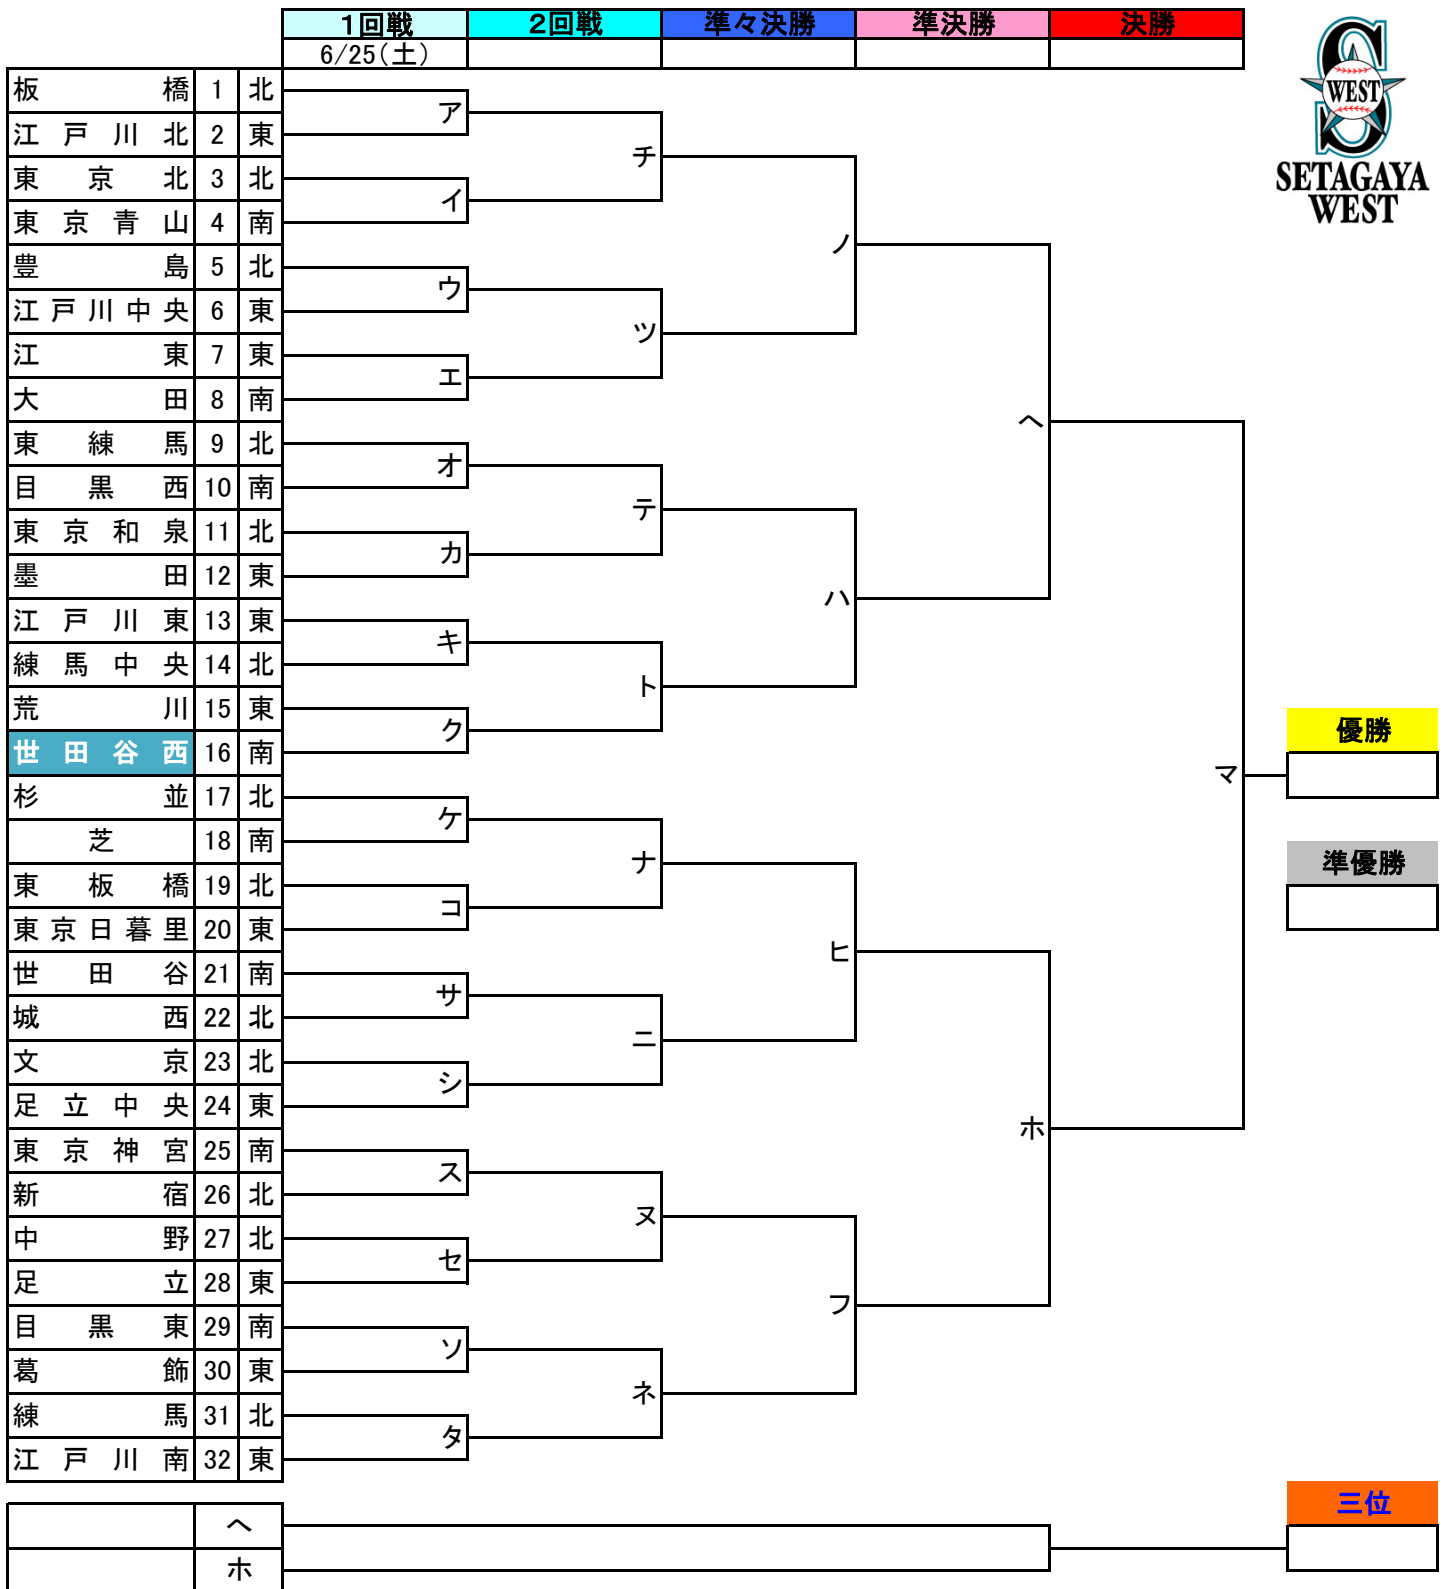 1回戦 2回戦 準々決勝 準決勝 決勝
6/25(土)
WEST
SETAGAYA
WEST
板橋 1 北
ア
江戸川北 2 東
チ
東京北 3 北
イ
東京青山 4 南
ノ
豊島 5 北
ウ
江戸川中央 6 東
ツ
江東 7 東
エ
大田 8 南
ヘ
東練馬 9 北
オ
目黒西 10 南
テ
東京和泉 11 北
カ
墨田 12 東
ハ
江戸川東 13 東
キ
練馬中央 14 北
ト
荒川 15 東
ク
優勝
世田谷西 16 南
マ
杉並 17 北
ケ
芝 18 南
ナ
準優勝
東板橋 19 北
コ
東京日暮里 20 東
ヒ
世田谷 21 南
サ
城西 22 北
ニ
文京 23 北
シ
足立中央 24 東
ホ
東京神宮 25 南
ス
新宿 26 北
ヌ
中野 27 北
セ
足立 28 東
フ
目黒東 29 南
ソ
葛飾 30 東
ネ
練馬 31 北
タ
江戸川南 32 東
三位
ヘ
ホ